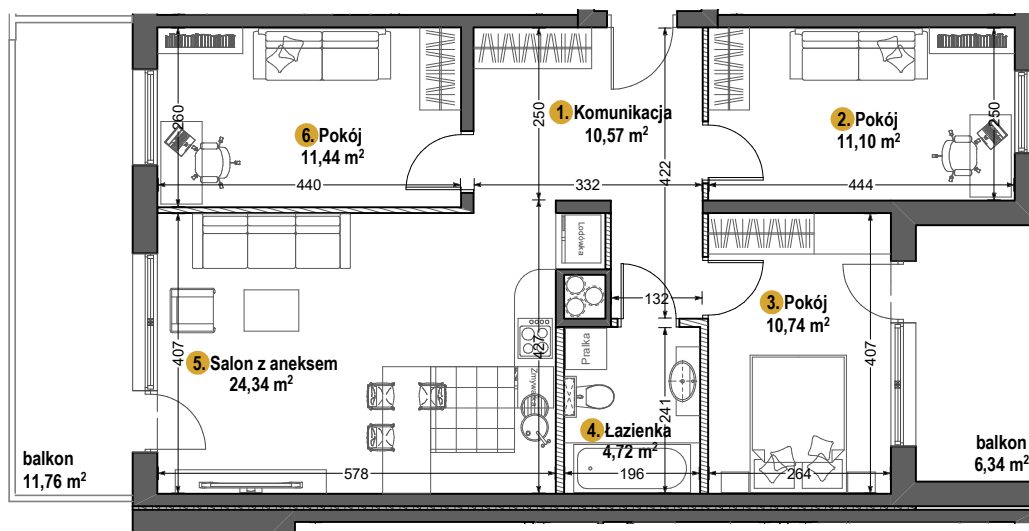 1. Komunikacja
10,57 m²
2. Pokój
11,10 m²
6. Pokój
11,44 m²
260
250
250
440
332
422
444
Lodówka
132
3. Pokój
10,74 m²
5. Salon z aneksem
24,34 m²
407
427
Zmywarka
Pralka
407
4. Łazienka
4,72 m²
241
balkon
11,76 m²
balkon
6,34 m²
578
196
264